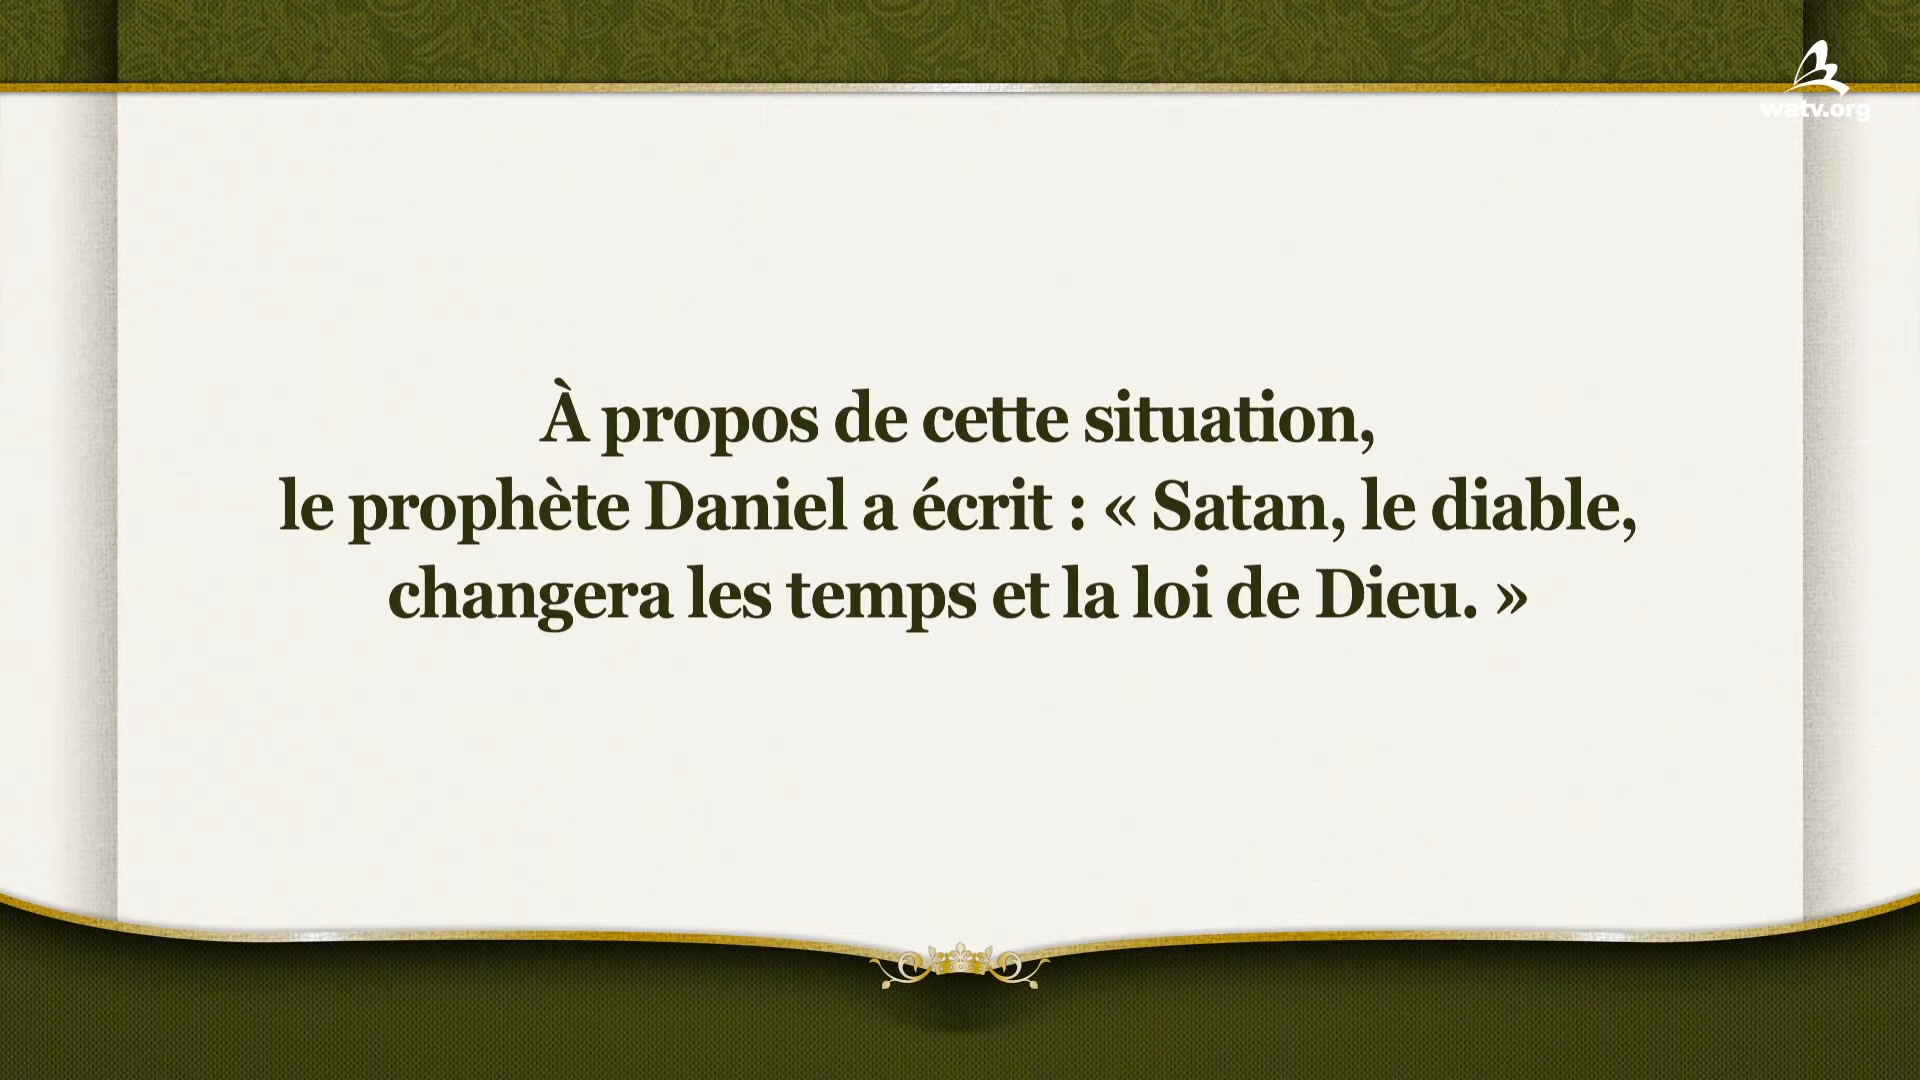 watv.org
À propos de cette situation,
le prophète Daniel a écrit : « Satan, le diable,
changera les temps et la loi de Dieu. »